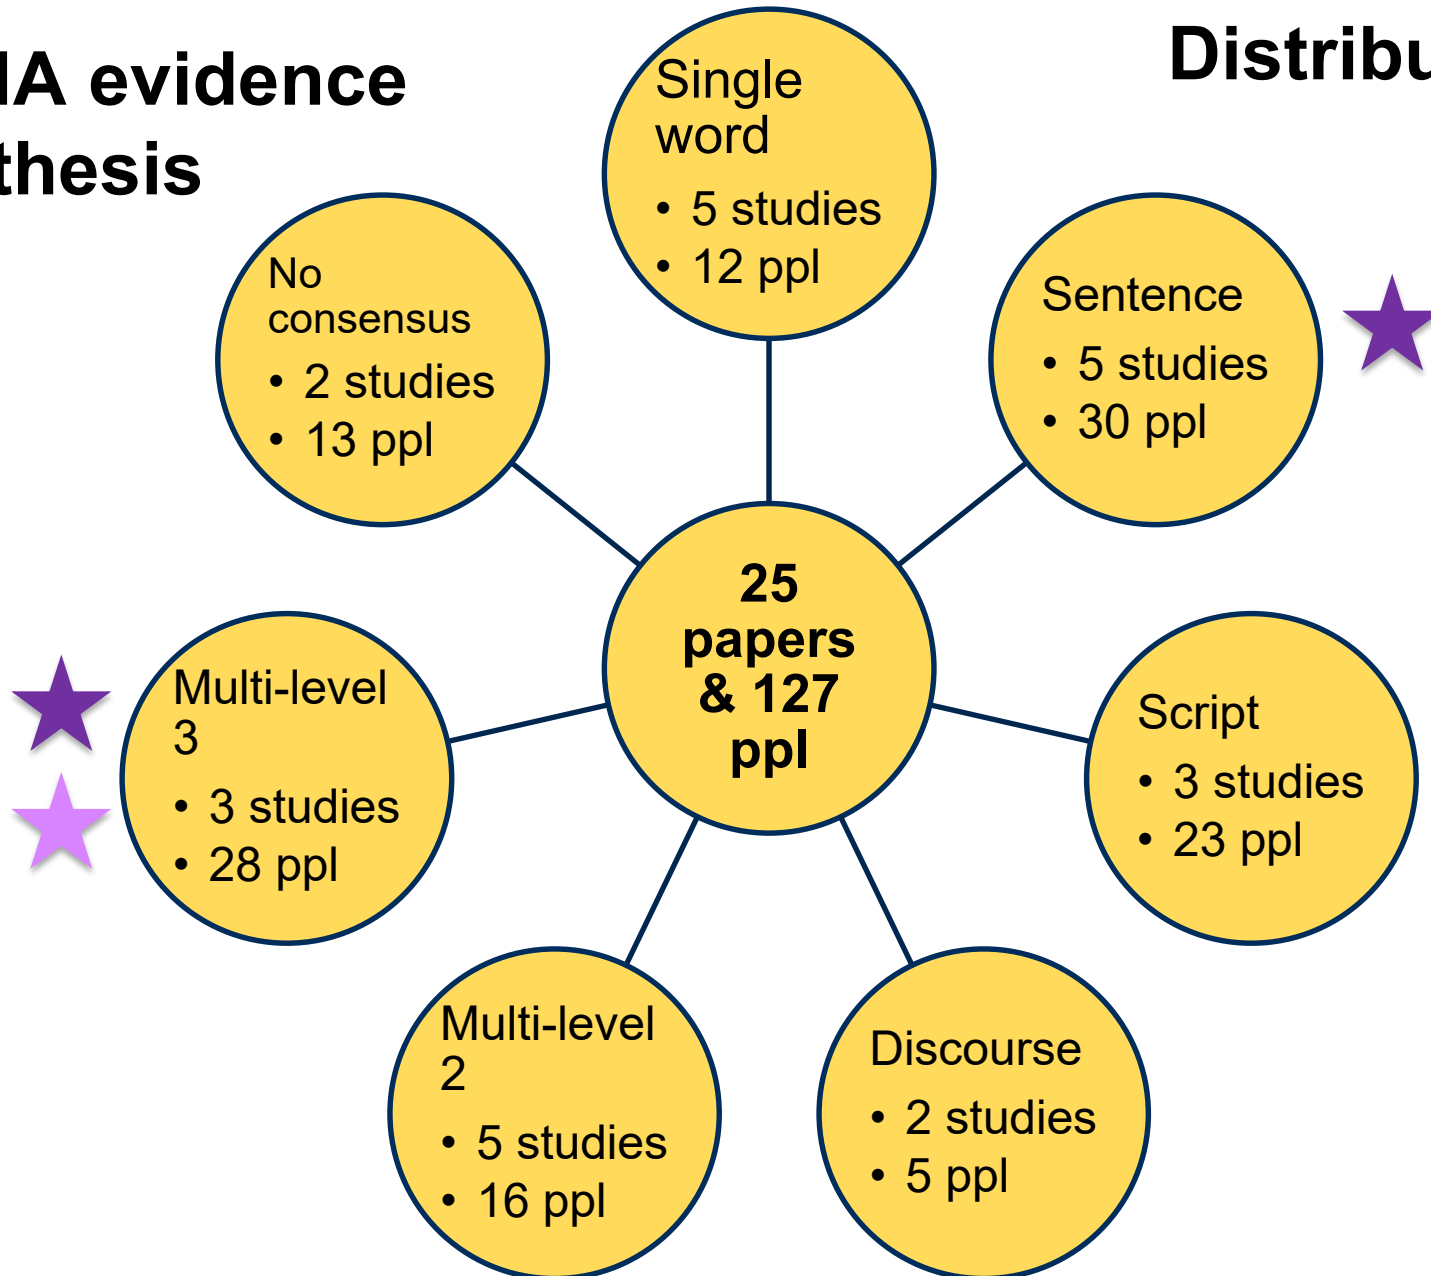 IA evidence
thesis
Distribu
Single
word
• 5 studies
• 12 ppl
No
consensus
• 2 studies
• 13 ppl
Sentence
• 5 studies
• 30 ppl
25
papers
& 127
ppl
Multi-level
3
• 3 studies
• 28 ppl
Script
• 3 studies
• 23 ppl
Multi-level
2
• 5 studies
• 16 ppl
Discourse
• 2 studies
• 5 ppl